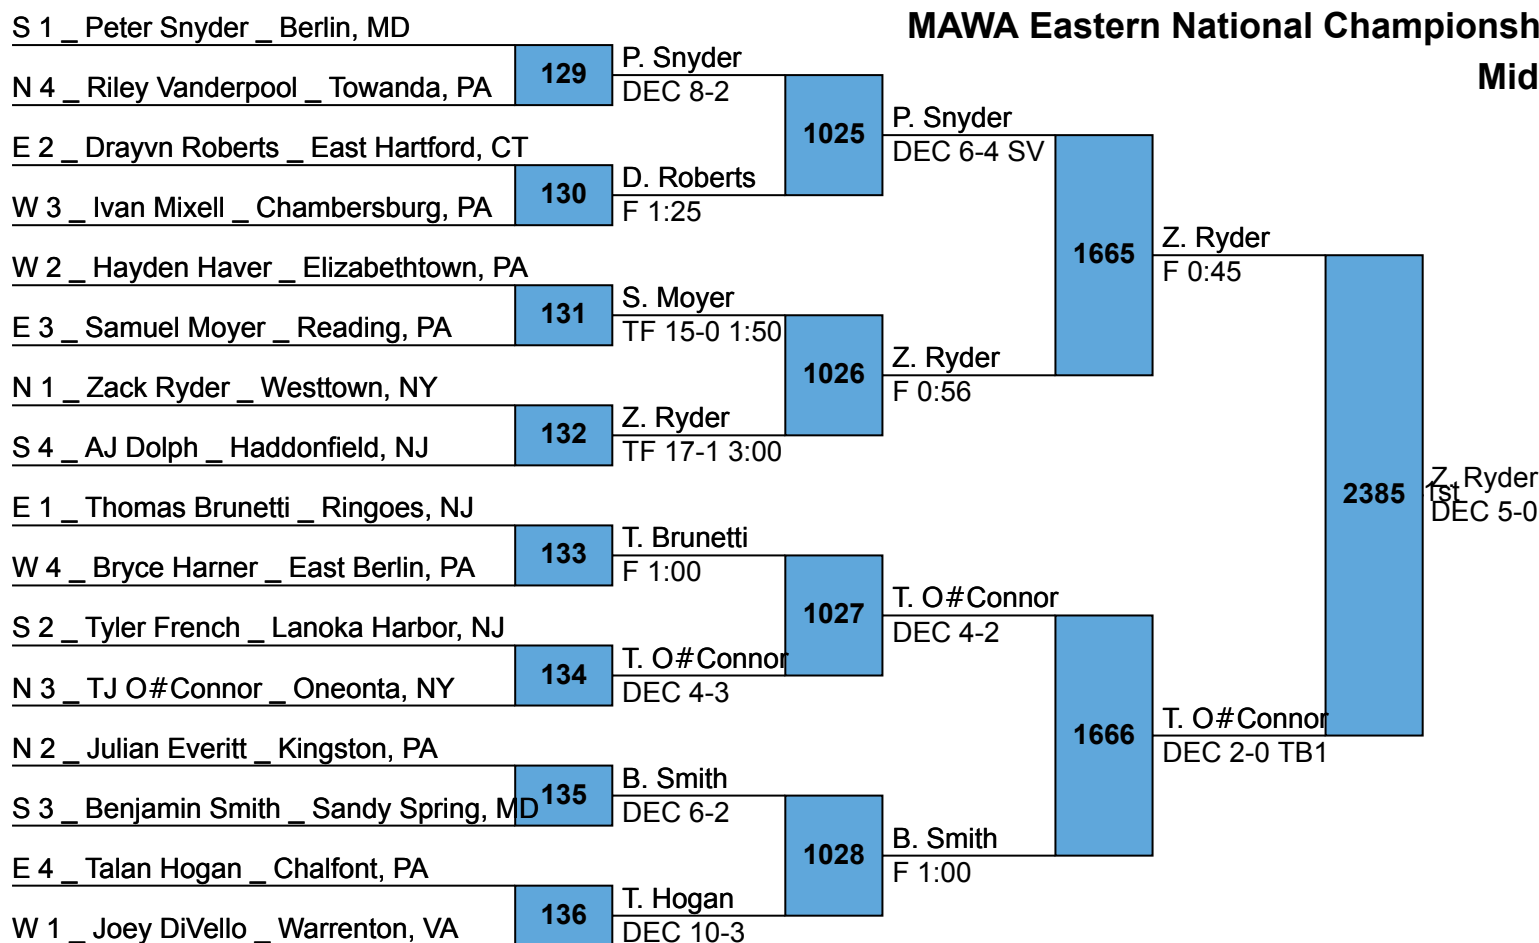 MAWA Eastern National Championsh
Mid
S 1 _ Peter Snyder _ Berlin, MD
N 4 _ Riley Vanderpool _ Towanda, PA
E 2 _ Drayvn Roberts _ East Hartford, CT
W 3 _ Ivan Mixell _ Chambersburg, PA
W 2 _ Hayden Haver _ Elizabethtown, PA
E 3 _ Samuel Moyer _ Reading, PA
N 1 _ Zack Ryder _ Westtown, NY
S 4 _ AJ Dolph _ Haddonfield, NJ
E 1 _ Thomas Brunetti _ Ringoes, NJ
W 4 _ Bryce Harner _ East Berlin, PA
S 2 _ Tyler French _ Lanoka Harbor, NJ
N 3 _ TJ O#Connor _ Oneonta, NY
N 2 _ Julian Everitt _ Kingston, PA
S 3 _ Benjamin Smith _ Sandy Spring, MD
E 4 _ Talan Hogan _ Chalfont, PA
W 1 _ Joey DiVello _ Warrenton, VA
129
130
131
132
133
134
135
136
P. Snyder
DEC 8-2
D. Roberts
F 1:25
S. Moyer
TF 15-0 1:50
Z. Ryder
TF 17-1 3:00
T. Brunetti
F 1:00
T. O#Connor
DEC 4-3
B. Smith
DEC 6-2
T. Hogan
DEC 10-3
1025
1026
1027
1028
P. Snyder
DEC 6-4 SV
Z. Ryder
F 0:56
T. O#Connor
DEC 4-2
B. Smith
F 1:00
1665
1666
Z. Ryder
F 0:45
T. O#Connor
DEC 2-0 TB1
2385
1st
Z. Ryder
DEC 5-0